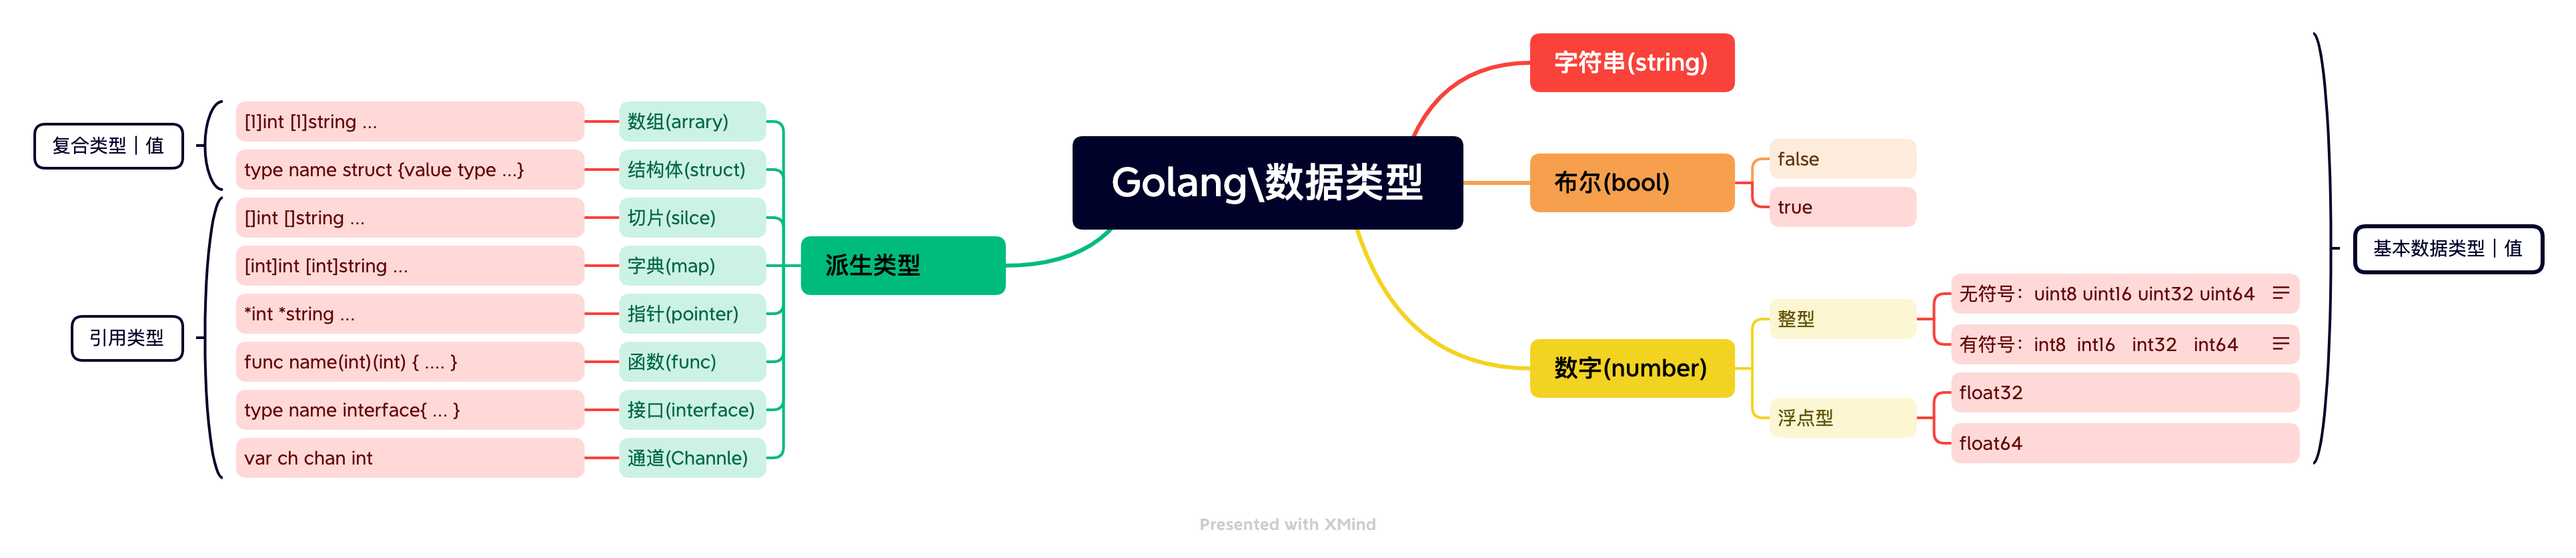 Golang\数据类型
字符串(string)
布尔(bool)
false
true
数字(number)
整型
无符号：uint8 uint16 uint32 uint64
有符号：int8 int16 int32 int64
浮点型
float32
float64
基本数据类型｜值
派生类型
数组(arrary)
[1]int [1]string ...
结构体(struct)
type name struct {value type ...}
切片(silce)
[]int []string ...
字典(map)
[int]int [int]string ...
指针(pointer)
*int *string ...
函数(func)
func name(int)(int) { .... }
接口(interface)
type name interface{ ... }
通道(Channle)
var ch chan int
复合类型｜值
引用类型
Presented with XMind